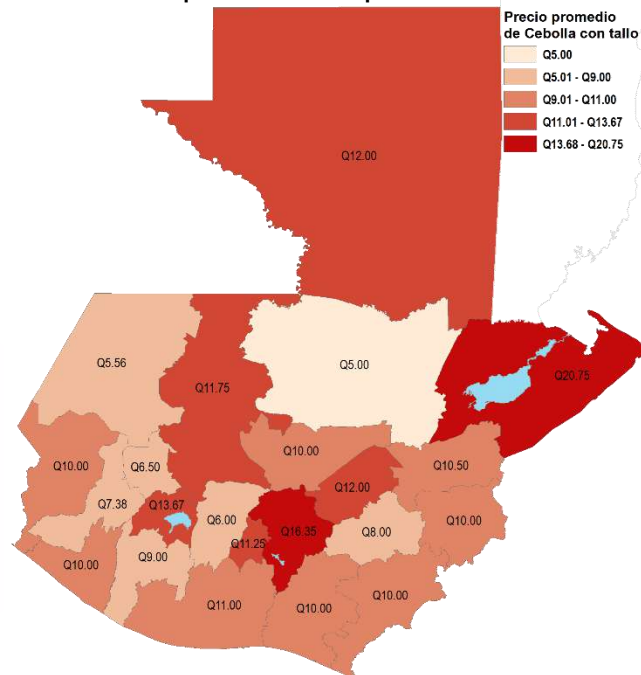 Precio promedio
de Cebolla con tallo
Q5.00
Q5.01 - Q9.00
Q9.01 - Q11.00
Q11.01 - Q13.67
Q13.68 - Q20.75
Q12.00
Q5.56
Q11.75
Q5.00
Q20.75
Q10.00
Q6.50
Q10.00
Q10.50
Q7.38
Q13.67
Q6.00
Q12.00
Q16.35
Q8.00
Q10.00
Q10.00
Q9.00
Q11.25
Q11.00
Q10.00
Q10.00